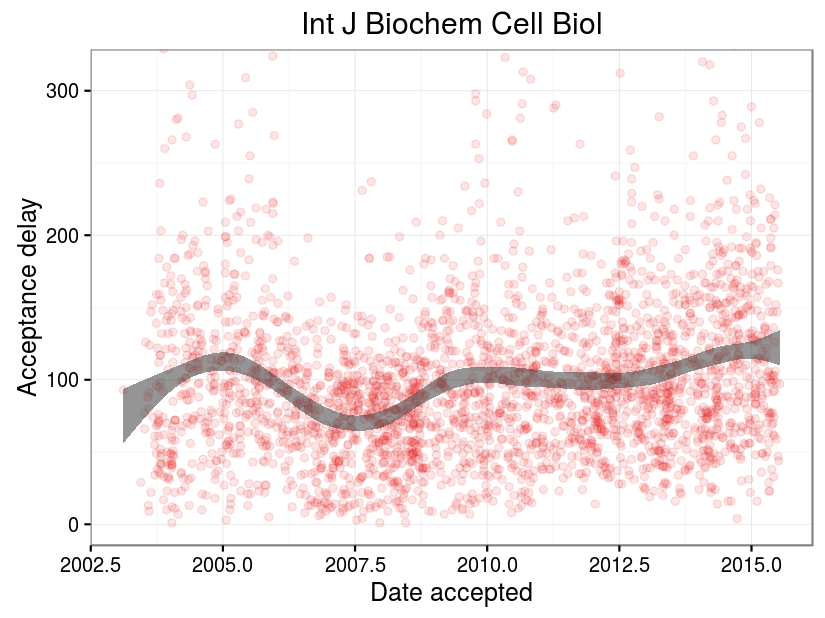 Int J Biochem Cell Biol
Acceptance delay
300
200
100
0
2002.5 2005.0 2007.5 2010.0 2012.5 2015.0
Date accepted